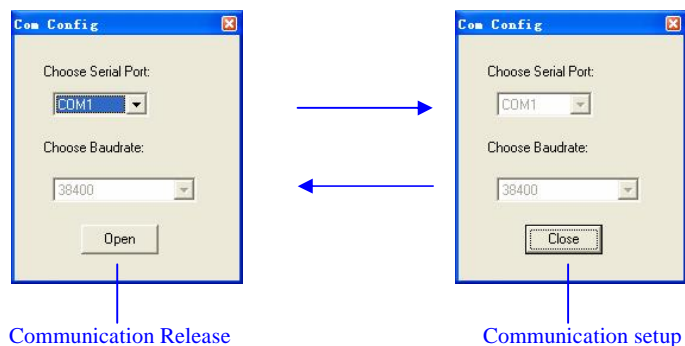 Com Config
Choose Serial Port:
COM1
Choose Baudrate:
38400
Open
Communication Release
Com Config
Choose Serial Port:
COM1
Choose Baudrate:
38400
Close
Communication setup